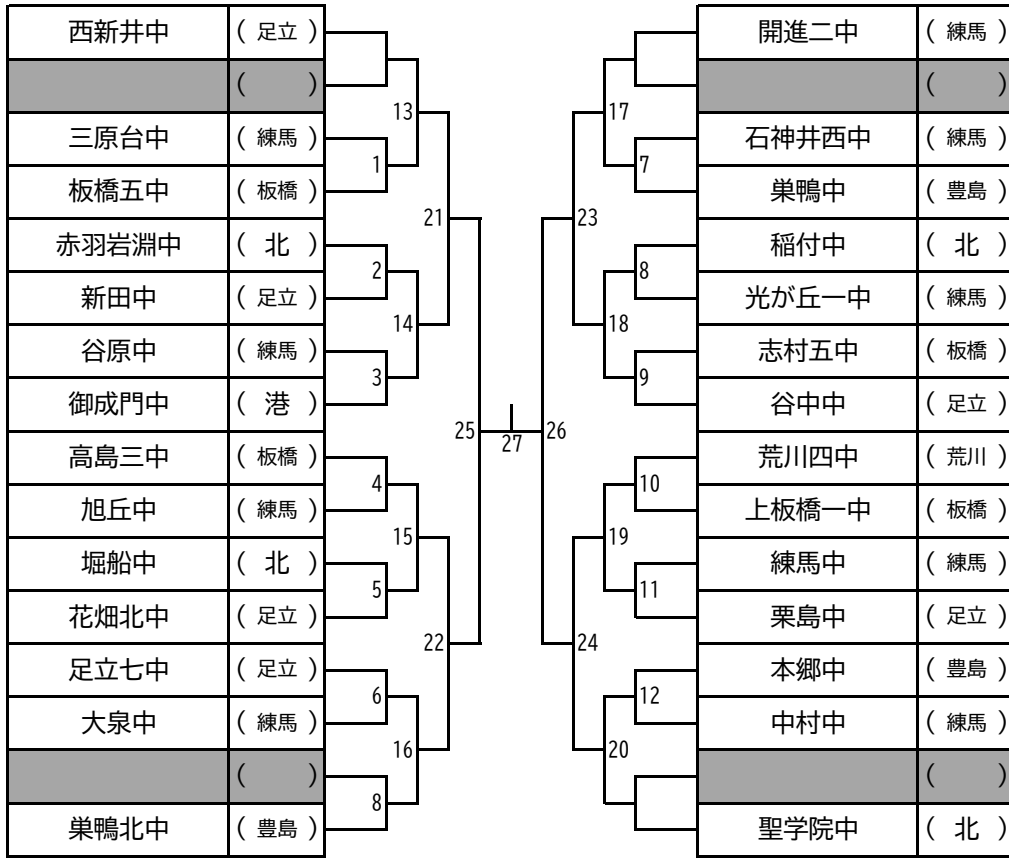 西新井中 ( 足立 )
( )
三原台中 ( 練馬 )
板橋五中 ( 板橋 )
赤羽岩淵中 ( 北 )
新田中 ( 足立 )
谷原中 ( 練馬 )
御成門中 ( 港 )
高島三中 ( 板橋 )
旭丘中 ( 練馬 )
堀船中 ( 北 )
花畑北中 ( 足立 )
足立七中 ( 足立 )
大泉中 ( 練馬 )
( )
巣鴨北中 ( 豊島 )
1
2
3
4
5
6
8
13
14
15
16
21
22
25
27
26
23
24
17
18
19
20
7
8
9
10
11
12
開進二中 ( 練馬 )
( )
石神井西中 ( 練馬 )
巣鴨中 ( 豊島 )
稲付中 ( 北 )
光が丘一中 ( 練馬 )
志村五中 ( 板橋 )
谷中中 ( 足立 )
荒川四中 ( 荒川 )
上板橋一中 ( 板橋 )
練馬中 ( 練馬 )
栗島中 ( 足立 )
本郷中 ( 豊島 )
中村中 ( 練馬 )
( )
聖学院中 ( 北 )